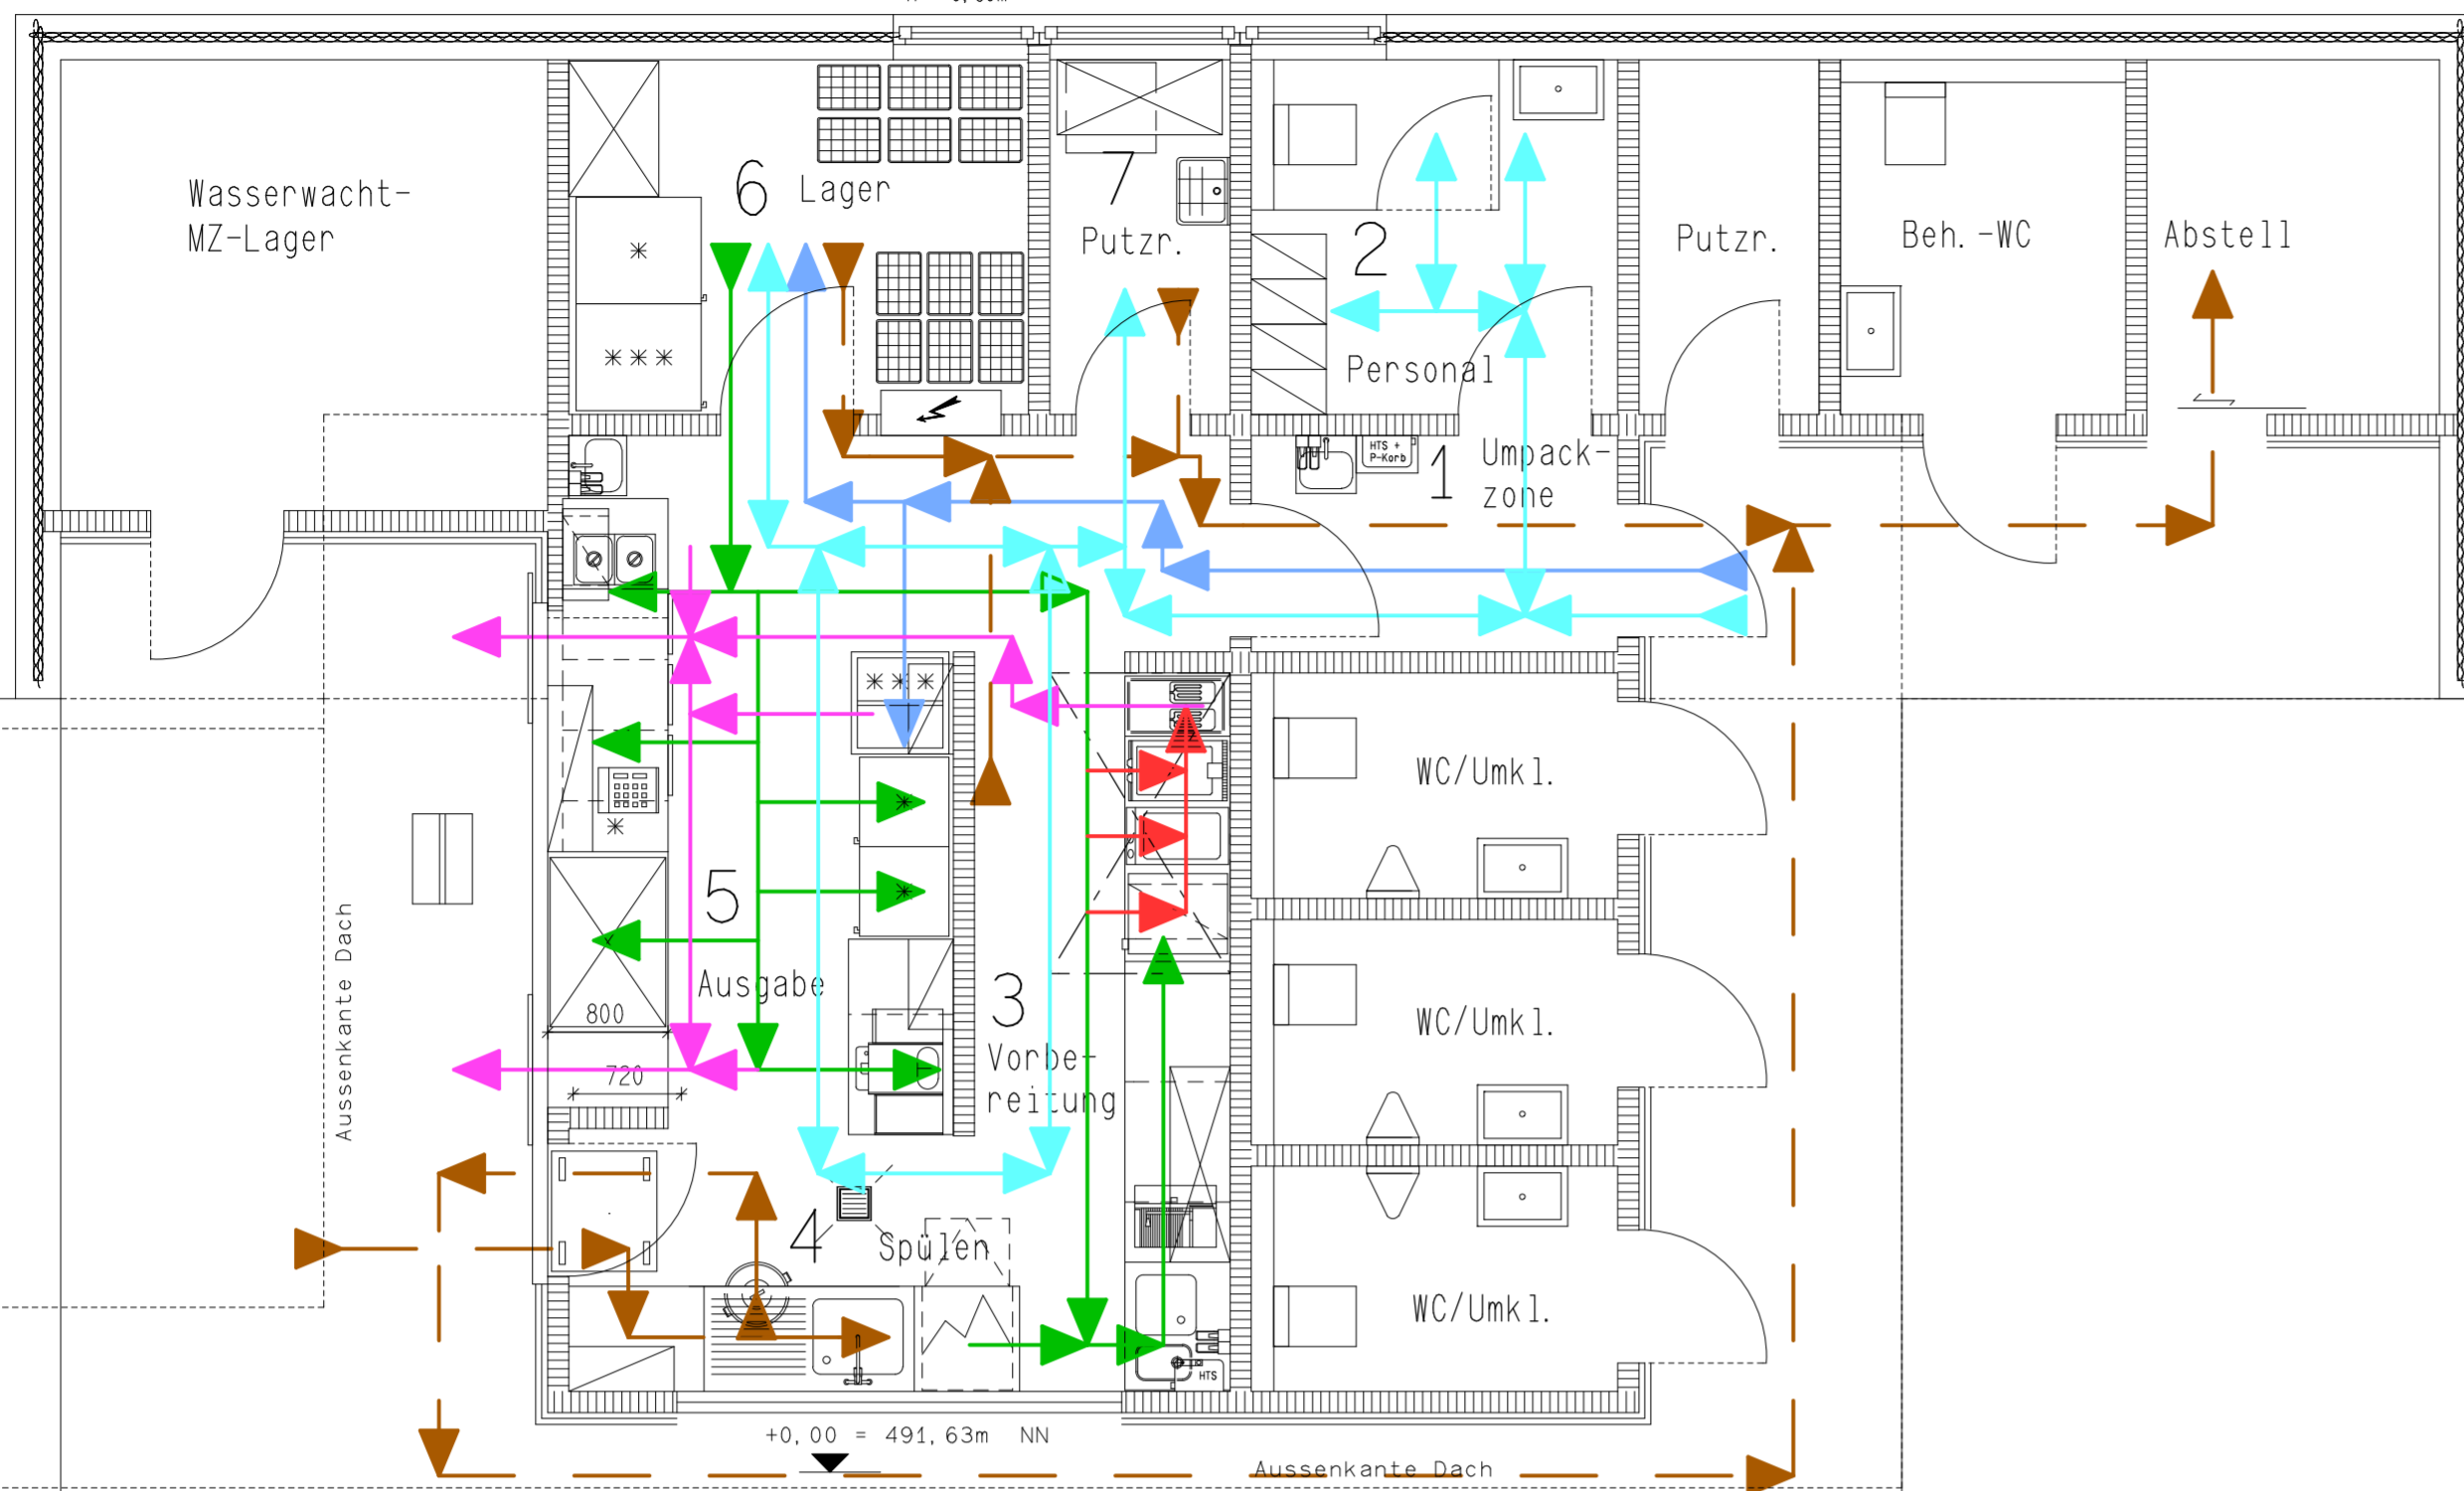 Wasserwacht-
MZ-Lager
6
Lager
7
Putzr.
2
Personal
Putzr.
Beh.-WC
Abstell
HTS +
P-Korb
1
Umpack-
zone
WC/Umkl.
5
Ausgabe
800
720
3
Vorbe-
reitung
WC/Umkl.
Aussenkante Dach
4
Spülen
WC/Umkl.
HTS
+0,00 = 491,63m NN
Aussenkante Dach